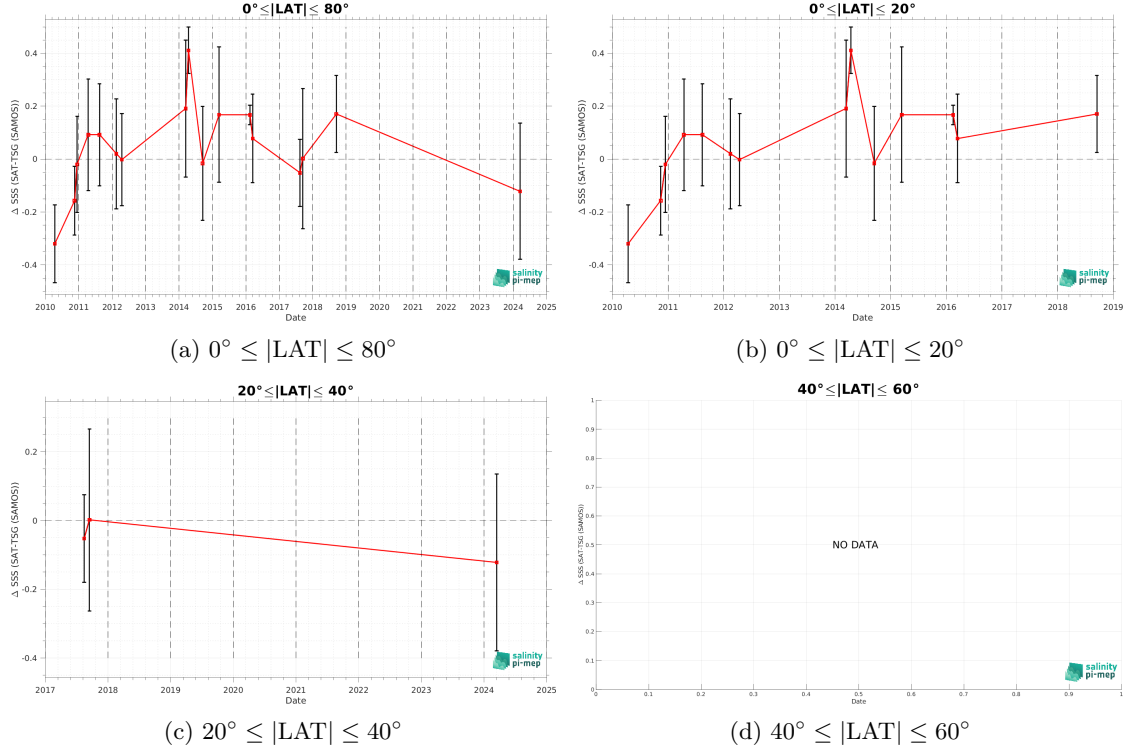 0°≤|LAT|≤ 80°
Δ SSS (SAT-TSG (SAMOS))
0.4
0.2
0
-0.2
-0.4
2010 2011 2012 2013 2014 2015 2016 2017 2018 2019 2020 2021 2022 2023 2024 2025
Date
salinity
pi-mep
(a) 0° ≤ |LAT| ≤ 80°
0°≤|LAT|≤ 20°
Δ SSS (SAT-TSG (SAMOS))
0.4
0.2
0
-0.2
-0.4
2010 2011 2012 2013 2014 2015 2016 2017 2018 2019
Date
salinity
pi-mep
(b) 0° ≤ |LAT| ≤ 20°
20°≤|LAT|≤ 40°
Δ SSS (SAT-TSG (SAMOS))
0.2
0
-0.2
-0.4
2017 2018 2019 2020 2021 2022 2023 2024 2025
Date
salinity
pi-mep
(c) 20° ≤ |LAT| ≤ 40°
40°≤|LAT|≤ 60°
Δ SSS (SAT-TSG (SAMOS))
1
0.9
0.8
0.7
0.6
0.5
0.4
0.3
0.2
0.1
0
NO DATA
0 0.1 0.2 0.3 0.4 0.5 0.6 0.7 0.8 0.9 1
Date
salinity
pi-mep
(d) 40° ≤ |LAT| ≤ 60°